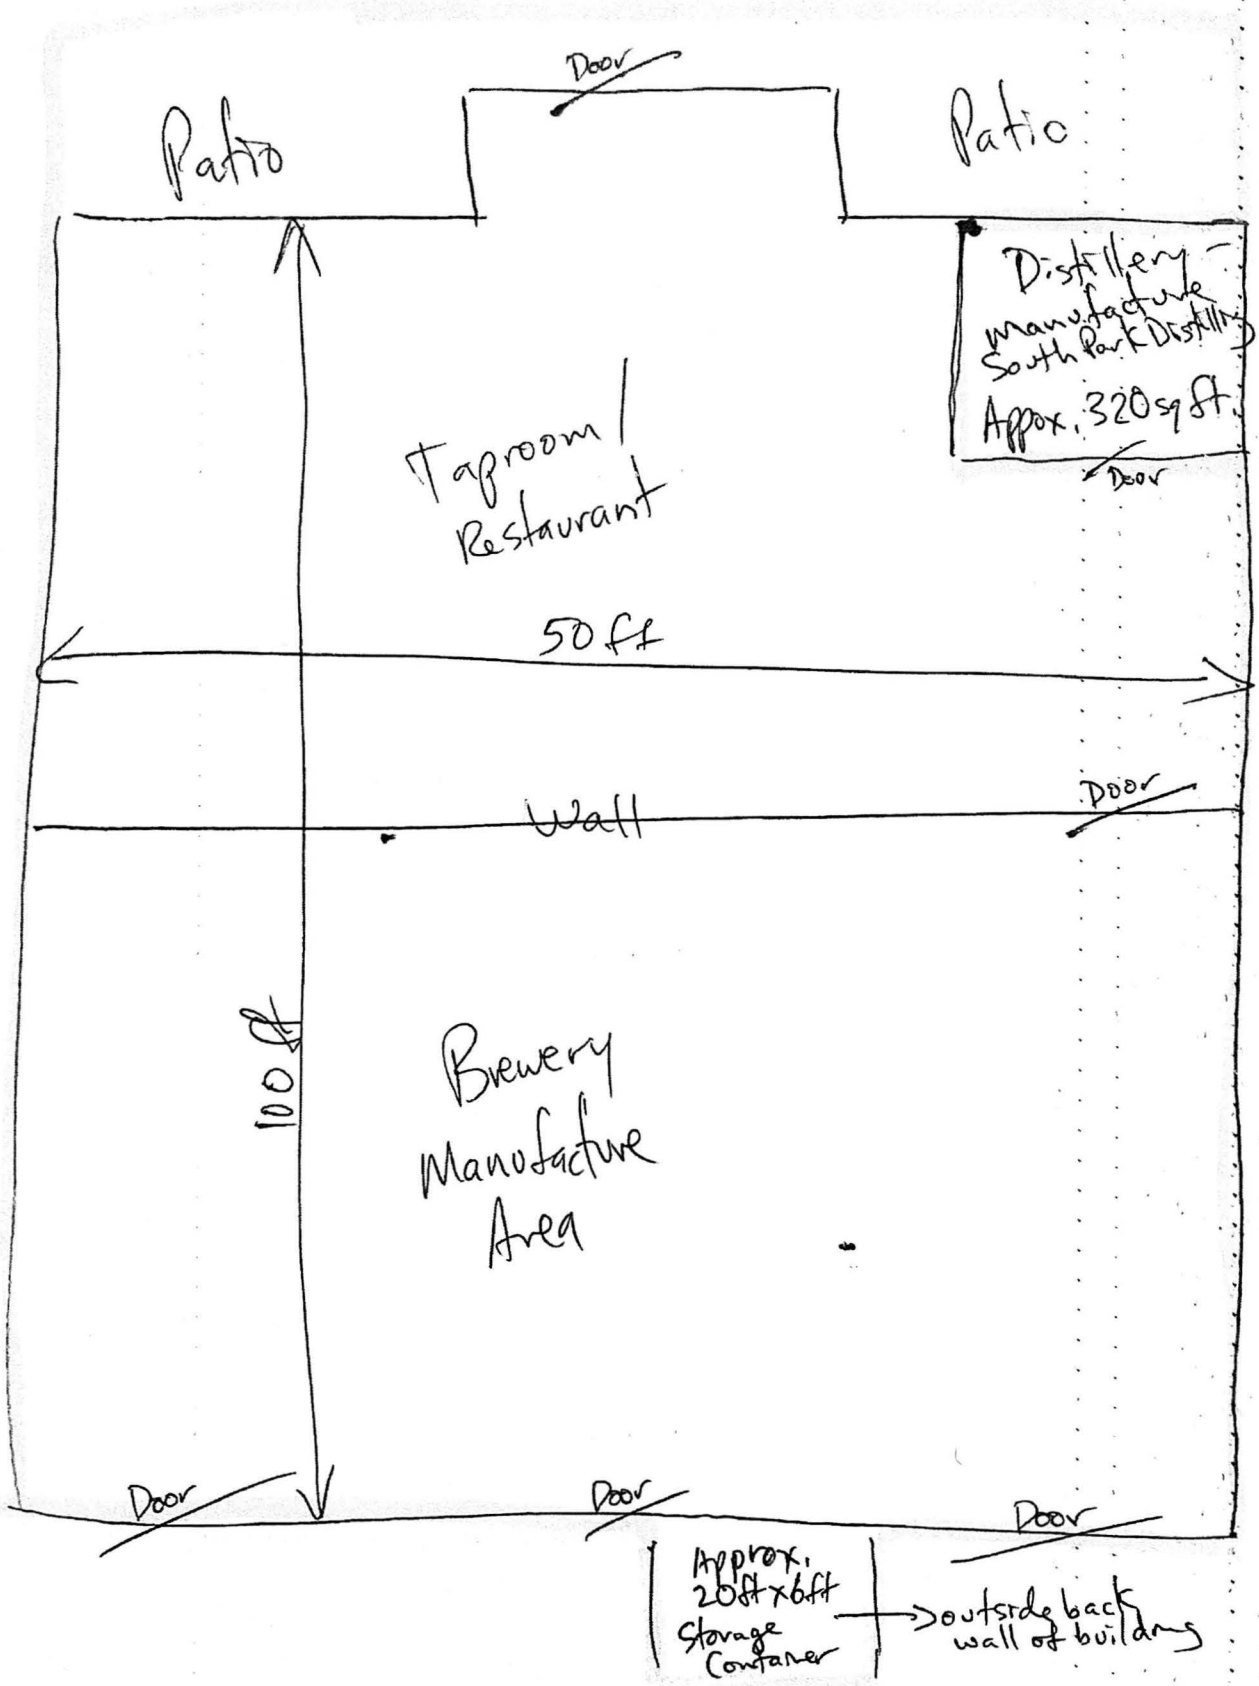 Door
Patio
Patio
Distillery -
manufacture
South Park Distilling
Approx. 320 sq ft.
Door
Taproom /
Restaurant
50 ft
Wall
Door
100 ft
Brewery
Manufacture
Area
Door
Door
Door
Approx.
20ft x 6ft
Storage
Container
outside back
wall of building